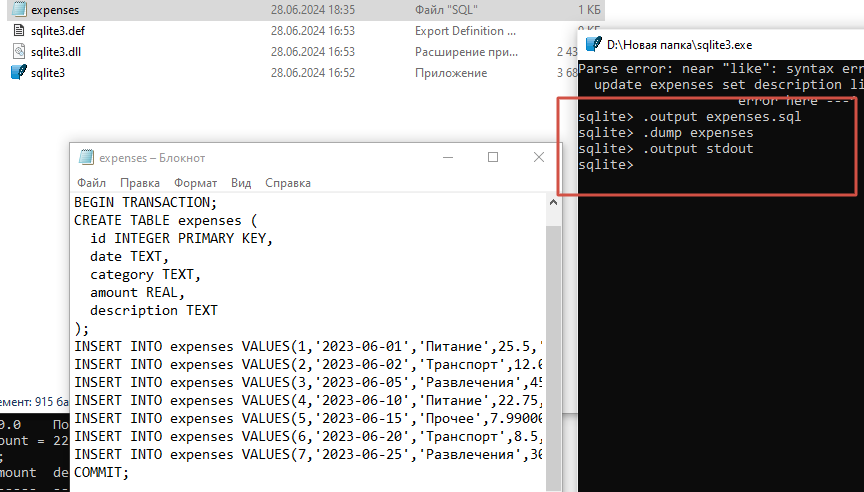 expenses 28.06.2024 18:35 Файл "SQL" 1 КБ
sqlite3.def 28.06.2024 16:53 Export Definition ... 9 КБ
sqlite3.dll 28.06.2024 16:53 Расширение при... 2 43
sqlite3 28.06.2024 16:52 Приложение 3 68
D:\Новая папка\sqlite3.exe
Parse error: near "like": syntax err
update expenses set description li
error here ---^
sqlite> .output expenses.sql
sqlite> .dump expenses
sqlite> .output stdout
sqlite>
expenses – Блокнот
Файл Правка Формат Вид Справка
BEGIN TRANSACTION;
CREATE TABLE expenses (
id INTEGER PRIMARY KEY,
date TEXT,
category TEXT,
amount REAL,
description TEXT
);
INSERT INTO expenses VALUES(1,'2023-06-01','Питание',25.5,'
INSERT INTO expenses VALUES(2,'2023-06-02','Транспорт',12.0
INSERT INTO expenses VALUES(3,'2023-06-05','Развлечения',45
INSERT INTO expenses VALUES(4,'2023-06-10','Питание',22.75,
INSERT INTO expenses VALUES(5,'2023-06-15','Прочее',7.99000
INSERT INTO expenses VALUES(6,'2023-06-20','Транспорт',8.5,
INSERT INTO expenses VALUES(7,'2023-06-25','Развлечения',30
COMMIT;
емент: 915 ба
0.0 По
ount = 22
;
mount de